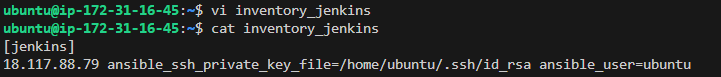 ubuntu@ip-172-31-16-45:~$ vi inventory_jenkins
ubuntu@ip-172-31-16-45:~$ cat inventory_jenkins
[jenkins]
18.117.88.79 ansible_ssh_private_key_file=/home/ubuntu/.ssh/id_rsa ansible_user=ubuntu